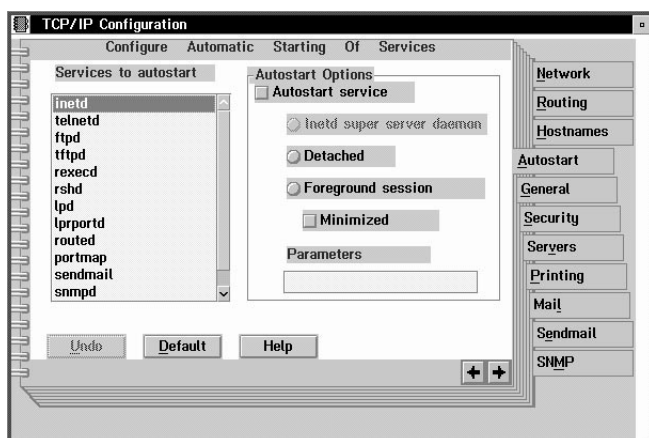 TCP/IP Configuration
Configure Automatic Starting Of Services
Services to autostart
inetd
telnetd
ftpd
tftpd
rexecd
rshd
lpd
lprportd
routed
portmap
sendmail
snmpd
Autostart Options
Autostart service
Inetd super server daemon
Detached
Foreground session
Minimized
Parameters
Undo
Default
Help
Network
Routing
Hostnames
Autostart
General
Security
Servers
Printing
Mail
Sendmail
SNMP